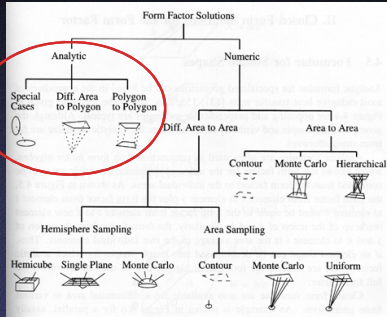 Form Factor Solutions
Analytic
Numeric
Special
Cases
Diff. Area
to Polygon
Polygon
to Polygon
Diff. Area to Area
Area to Area
Contour
Monte Carlo
Hierarchical
Hemisphere Sampling
Area Sampling
Hemicube
Single Plane
Monte Carlo
Contour
Monte Carlo
Uniform